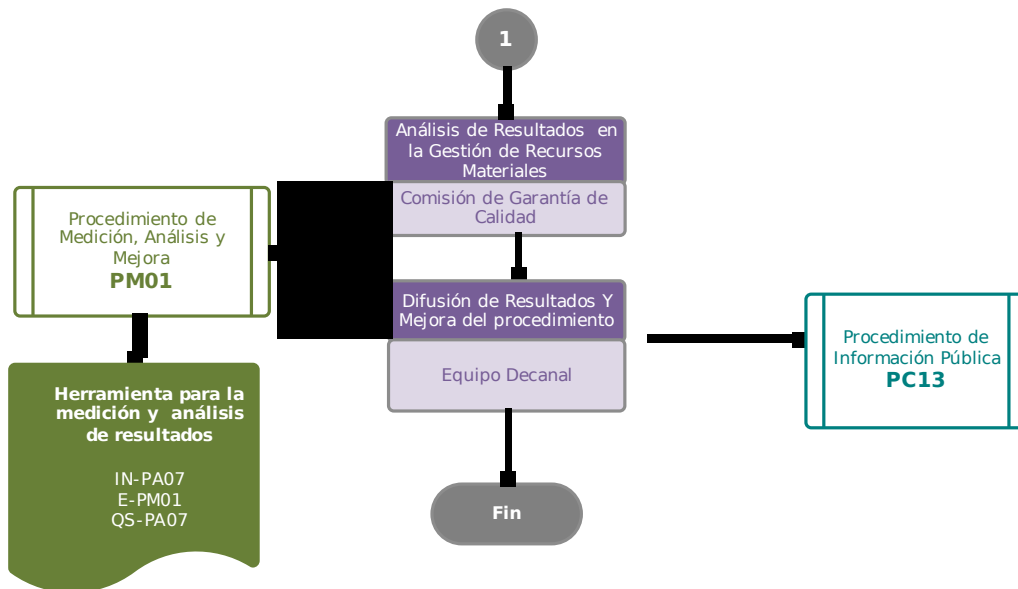 1
Análisis de Resultados en
la Gestión de Recursos
Materiales
Comisión de Garantía de
Calidad
Procedimiento de
Medición, Análisis y
Mejora
PM01
Difusión de Resultados Y
Mejora del procedimiento
Equipo Decanal
Procedimiento de
Información Pública
PC13
Herramienta para la
medición y análisis
de resultados
IN-PA07
E-PM01
QS-PA07
Fin